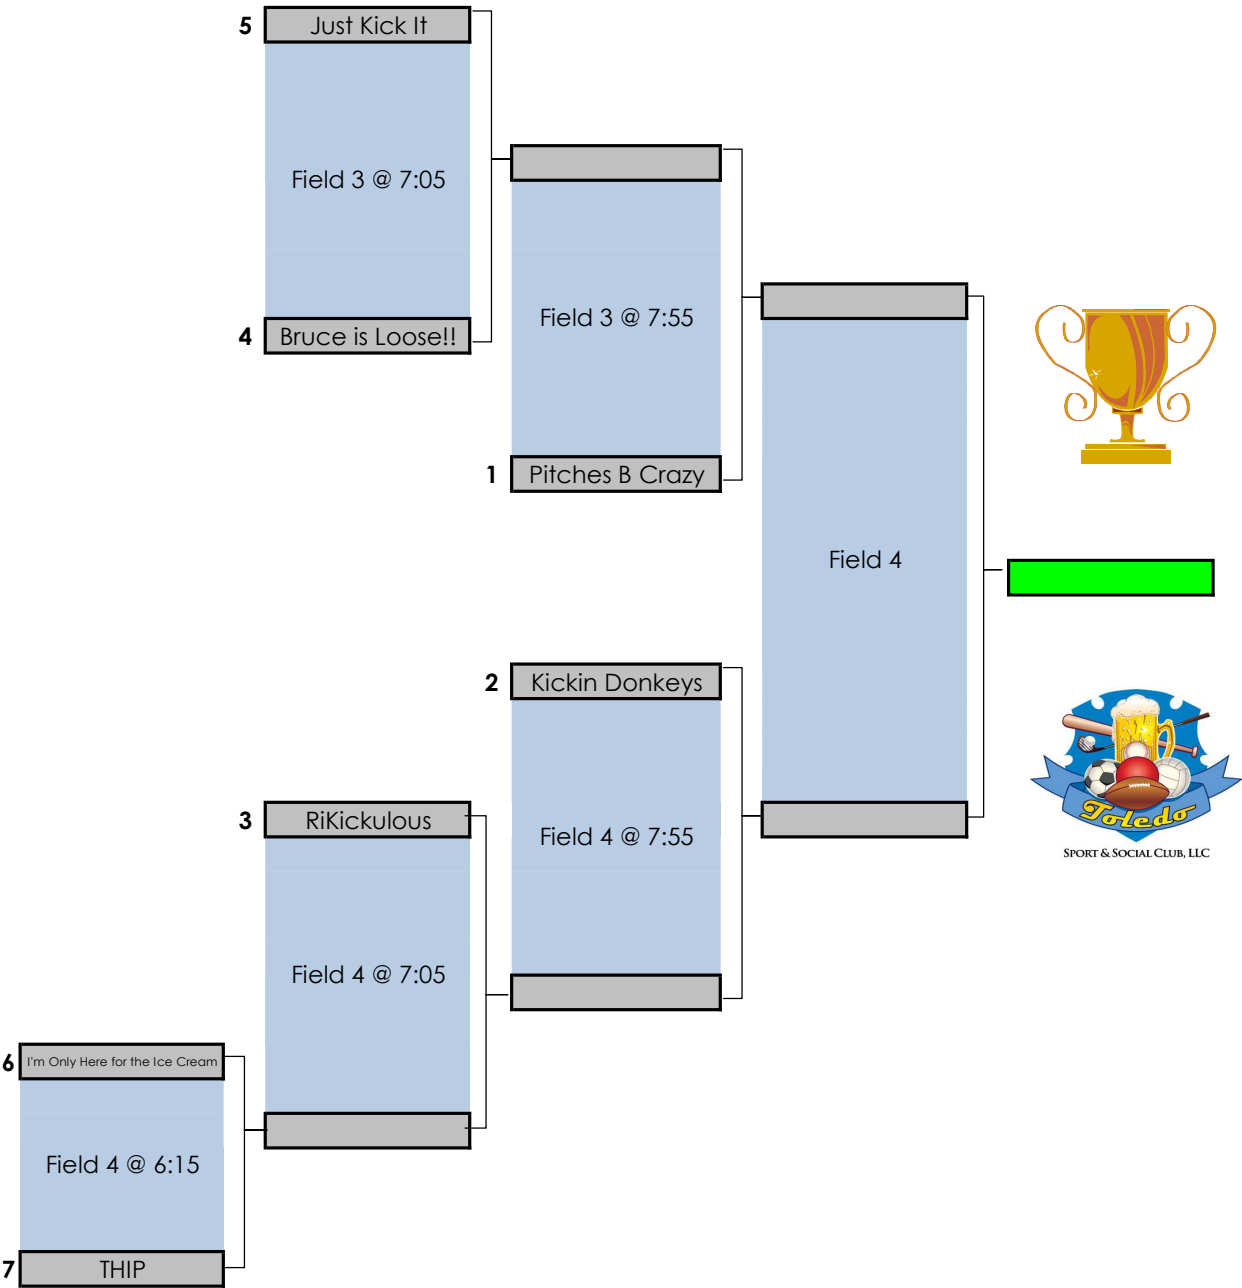 5 Just Kick It
Field 3 @ 7:05
4 Bruce is Loose!!
Field 3 @ 7:55
1 Pitches B Crazy
Field 4
2 Kickin Donkeys
Field 4 @ 7:55
3 RiKickulous
Field 4 @ 7:05
6 I'm Only Here for the Ice Cream
Field 4 @ 6:15
7 THIP
Toledo
SPORT & SOCIAL CLUB, LLC